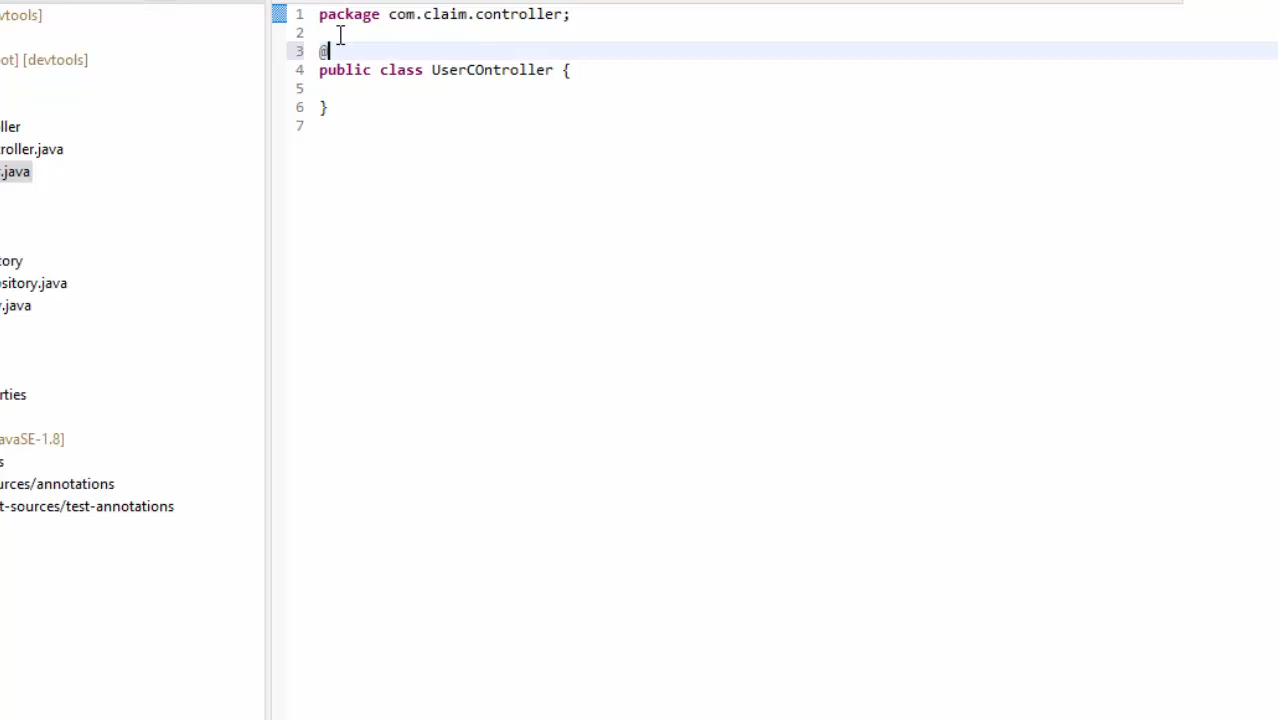 vtools]
ot] [devtools]
ller
roller.java
.java
tory
sitory.java
.java
rties
avaSE-1.8]
s
urces/annotations
t-sources/test-annotations
1 package com.claim.controller;
2
3 @
4 public class UserCOntroller {
5
6 }
7